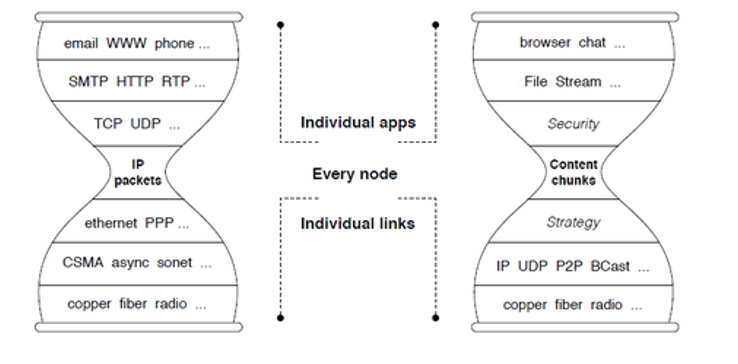 email WWW phone ...
SMTP HTTP RTP ...
TCP UDP ...
IP
packets
ethernet PPP ...
CSMA async sonet ...
copper fiber radio ...
Individual apps
Every node
Individual links
browser chat ...
File Stream ...
Security
Content
chunks
Strategy
IP UDP P2P BCast ...
copper fiber radio ...